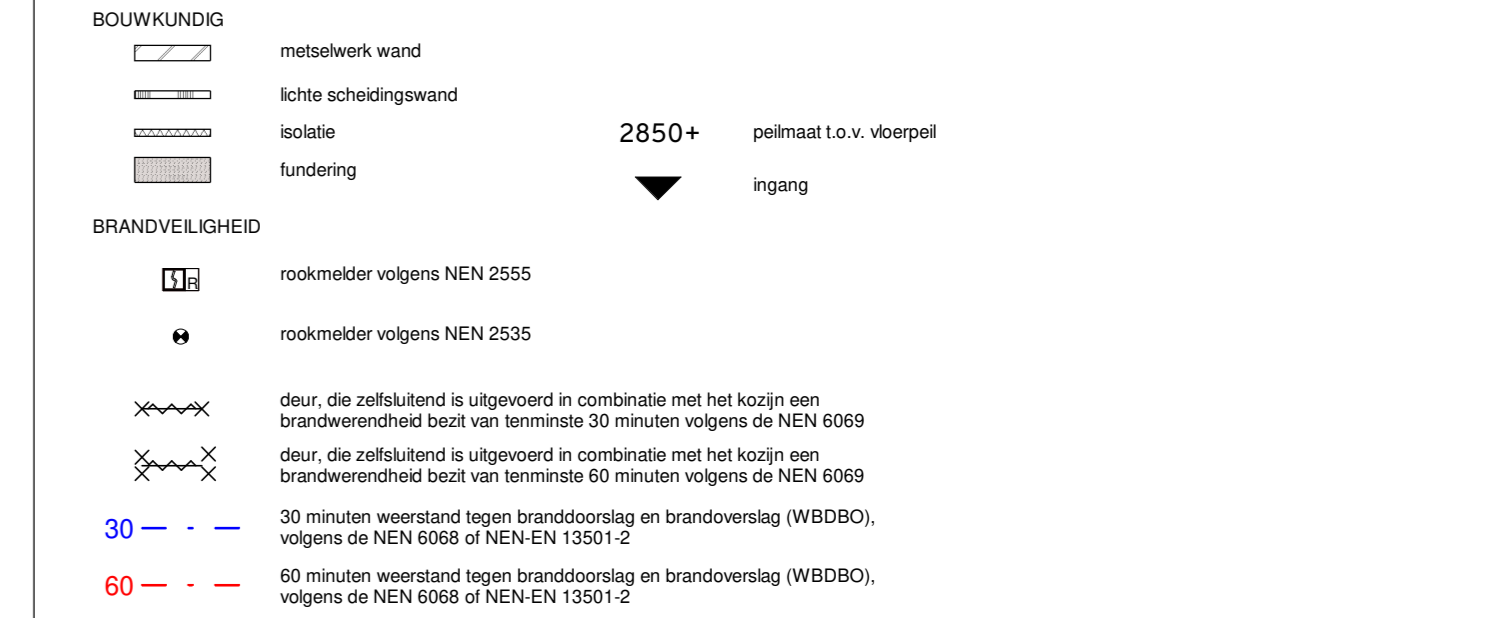 BOUWKUNDIG
metselwerk wand
lichte scheidingswand
isolatie
2850+ peilmaat t.o.v. vloerpeil
fundering
ingang
BRANDVEILIGHEID
R rookmelder volgens NEN 2555
rookmelder volgens NEN 2535
deur, die zelfsluitend is uitgevoerd in combinatie met het kozijn een
brandwerendheid bezit van tenminste 30 minuten volgens de NEN 6069
deur, die zelfsluitend is uitgevoerd in combinatie met het kozijn een
brandwerendheid bezit van tenminste 60 minuten volgens de NEN 6069
30 30 minuten weerstand tegen branddoorslag en brandoverslag (WBDBO),
volgens de NEN 6068 of NEN-EN 13501-2
60 60 minuten weerstand tegen branddoorslag en brandoverslag (WBDBO),
volgens de NEN 6068 of NEN-EN 13501-2